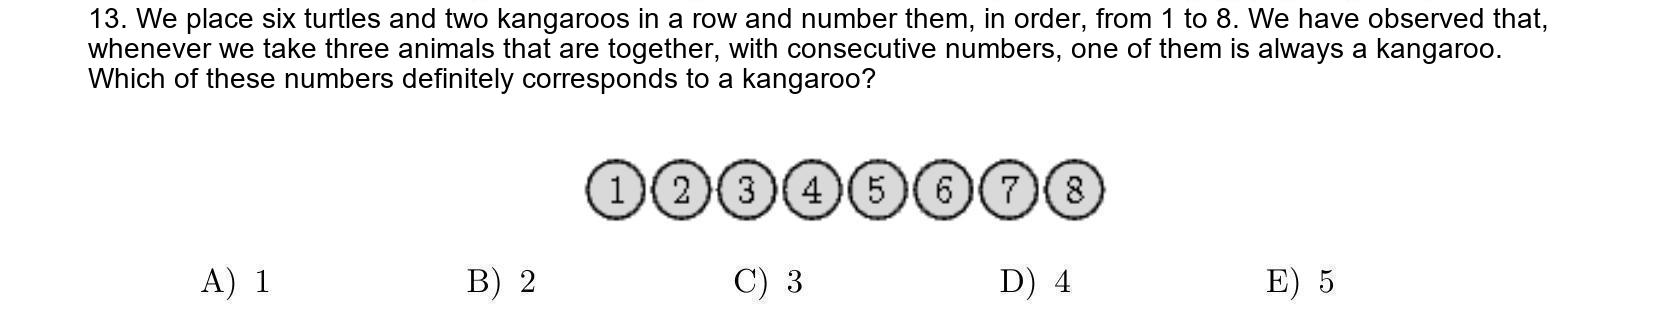 13. We place six turtles and two kangaroos in a row and number them, in order, from 1 to 8. We have observed that,
whenever we take three animals that are together, with consecutive numbers, one of them is always a kangaroo.
Which of these numbers definitely corresponds to a kangaroo?
1 2 3 4 5 6 7 8
A) 1 B) 2 C) 3 D) 4 E) 5